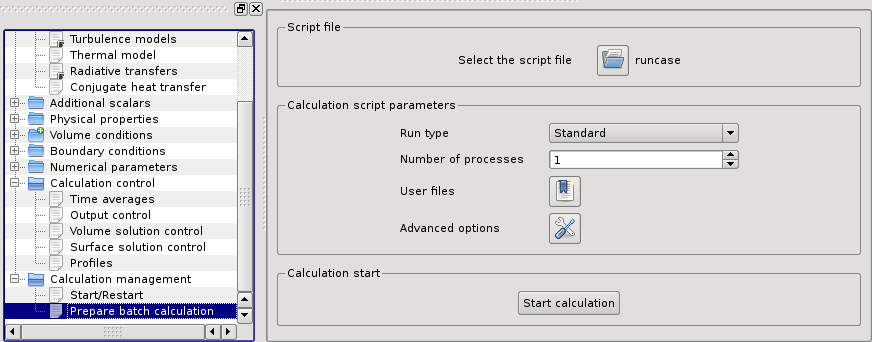 Turbulence models
Thermal model
Radiative transfers
Conjugate heat transfer
Additional scalars
Physical properties
Volume conditions
Boundary conditions
Numerical parameters
Calculation control
Time averages
Output control
Volume solution control
Surface solution control
Profiles
Calculation management
Start/Restart
Prepare batch calculation
Script file
Select the script file runcase
Calculation script parameters
Run type Standard
Number of processes 1
User files
Advanced options
Calculation start
Start calculation